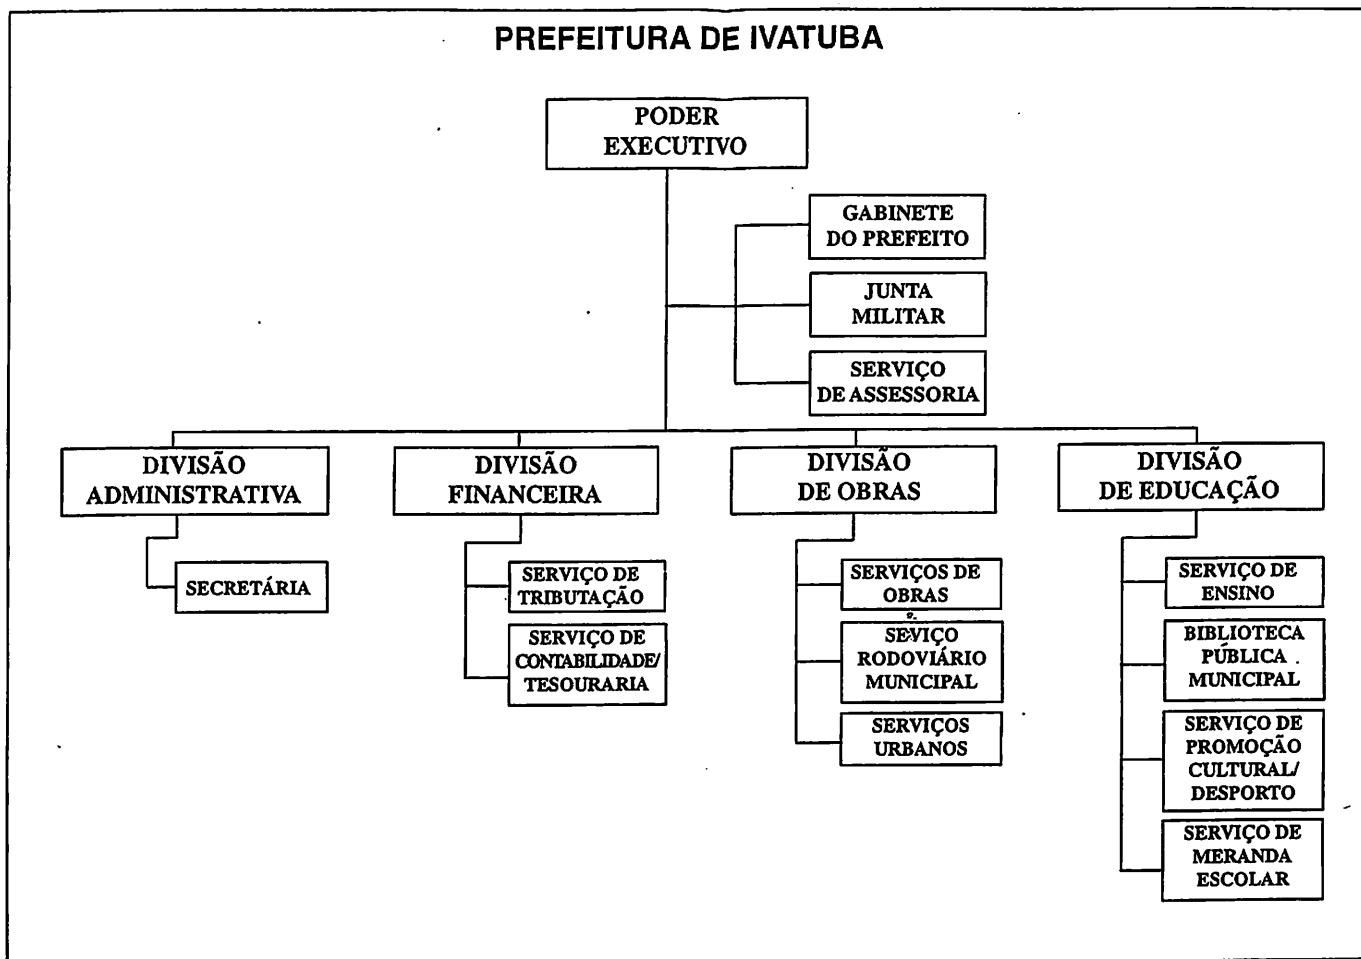 PREFEITURA DE IVATUBA
PODER
EXECUTIVO
GABINETE
DO PREFEITO
JUNTA
MILITAR
SERVIÇO
DE ASSESSORIA
DIVISÃO
ADMINISTRATIVA
SECRETÁRIA
DIVISÃO
FINANCEIRA
SERVIÇO DE
TRIBUTAÇÃO
SERVIÇO DE
CONTABILIDADE/
TESOURARIA
DIVISÃO
DE OBRAS
SERVIÇOS DE
OBRAS
SEVIÇO
RODOVIÁRIO
MUNICIPAL
SERVIÇOS
URBANOS
DIVISÃO
DE EDUCAÇÃO
SERVIÇO DE
ENSINO
BIBLIOTECA
PÚBLICA
MUNICIPAL
SERVIÇO DE
PROMOÇÃO
CULTURAL/
DESPORTO
SERVIÇO DE
MERANDA
ESCOLAR